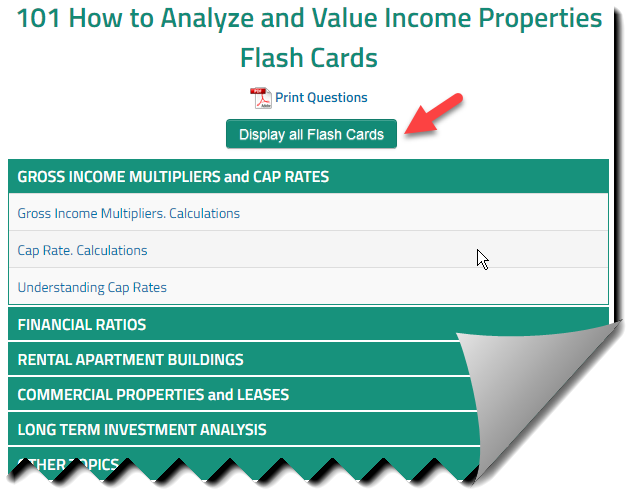 101 How to Analyze and Value Income Properties
Flash Cards
Print Questions
Display all Flash Cards
GROSS INCOME MULTIPLIERS and CAP RATES
Gross Income Multipliers. Calculations
Cap Rate. Calculations
Understanding Cap Rates
FINANCIAL RATIOS
RENTAL APARTMENT BUILDINGS
COMMERCIAL PROPERTIES and LEASES
LONG TERM INVESTMENT ANALYSIS
OTHER TOPICS